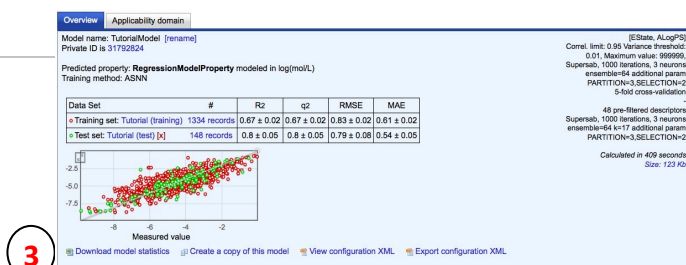 Overview Applicability domain
Model name: TutorialModel [rename]
Private ID is 31792824
Predicted property: RegressionModelProperty modeled in log(mol/L)
Training method: ASNN
[EState, ALogPS]
Correl. limit: 0.95 Variance threshold:
0.01, Maximum value: 999999,
Supersab, 1000 iterations, 3 neurons
ensemble=64 additional param
PARTITION=3,SELECTION=2
5-fold cross-validation
-
48 pre-filtered descriptors
Supersab, 1000 iterations, 3 neurons
ensemble=64 k=17 additional param
PARTITION=3,SELECTION=2
Calculated in 409 seconds
Size: 123 Kb
Data Set # R2 q2 RMSE MAE
Training set: Tutorial (training) 1334 records 0.67 ± 0.02 0.67 ± 0.02 0.83 ± 0.02 0.61 ± 0.02
Test set: Tutorial (test) [x] 148 records 0.8 ± 0.05 0.8 ± 0.05 0.79 ± 0.08 0.54 ± 0.05
-2.5
-5.0
-7.5
-8 -6 -4 -2
Measured value
3
Download model statistics Create a copy of this model View configuration XML Export configuration XML